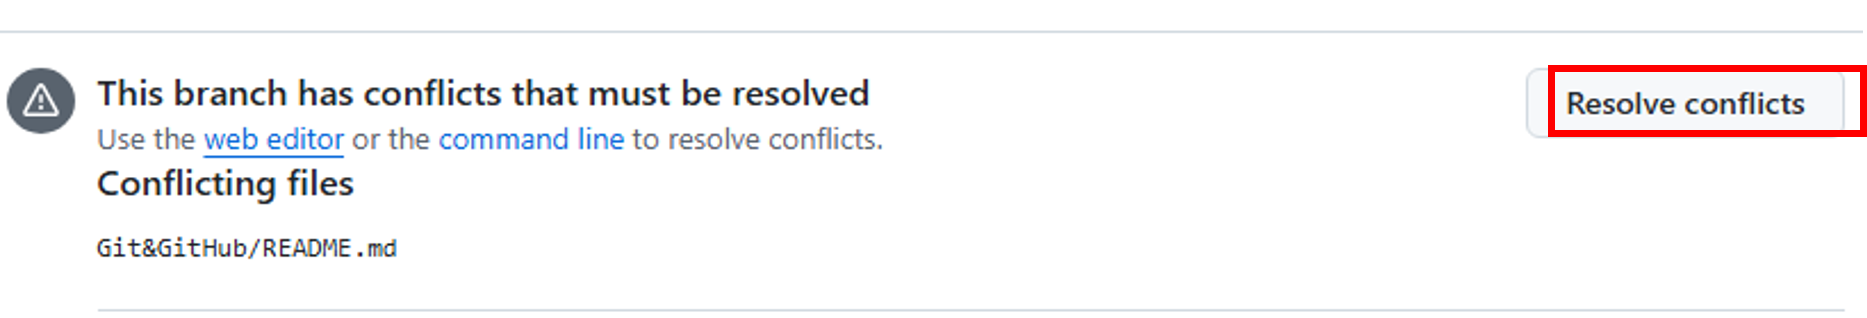 This branch has conflicts that must be resolved
Resolve conflicts
Use the web editor or the command line to resolve conflicts.
Conflicting files
Git&GitHub/README.md